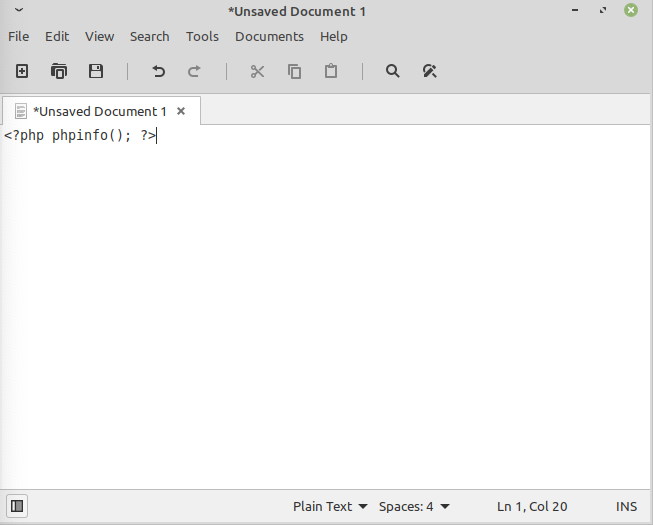 *Unsaved Document 1
File Edit View Search Tools Documents Help
*Unsaved Document 1
<?php phpinfo(); ?>
Plain Text Spaces: 4 Ln 1, Col 20 INS